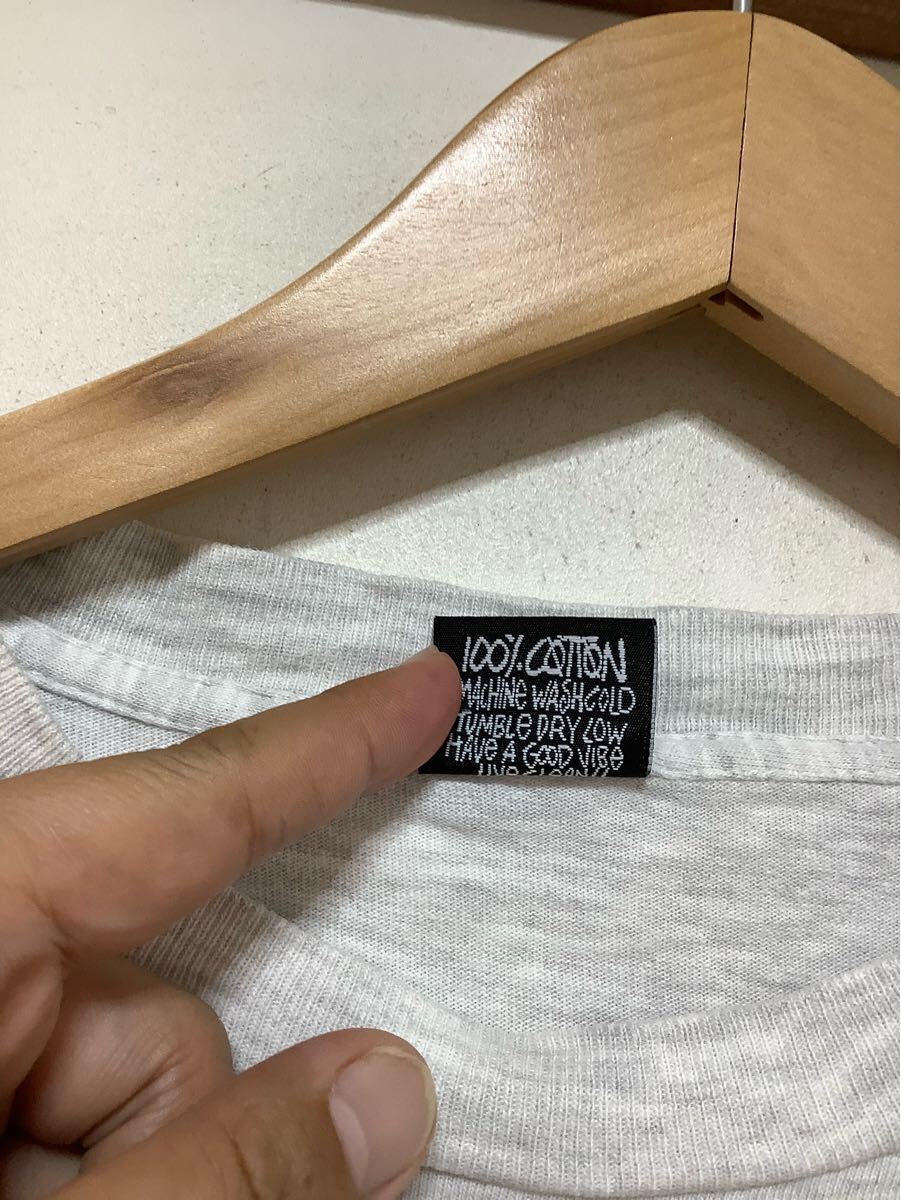 100% COTTON
MACHINE WASH COLD
TUMBLE DRY LOW
HAVE A GOOD VIBE